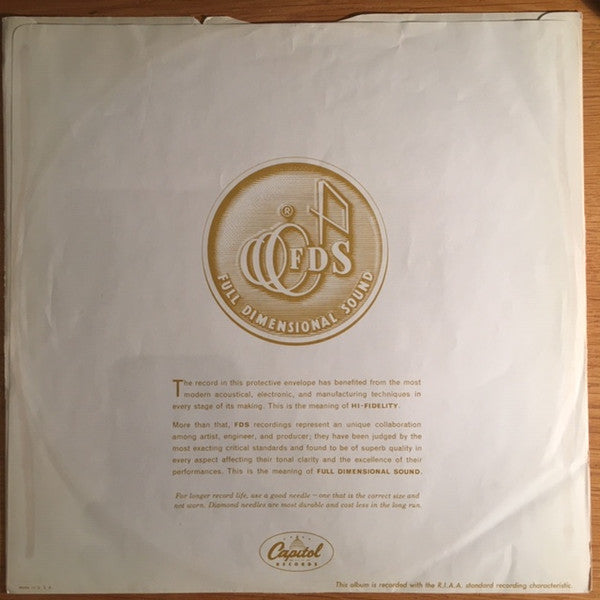 ®
FDS
FULL DIMENSIONAL SOUND
The record in this protective envelope has benefited from the most
modern acoustical, electronic, and manufacturing techniques in
every stage of its making. This is the meaning of HI-FIDELITY.
More than that, FDS recordings represent an unique collaboration
among artist, engineer, and producer; they have been judged by the
most exacting critical standards and found to be of superb quality in
every aspect affecting their tonal clarity and the excellence of their
performances. This is the meaning of FULL DIMENSIONAL SOUND.
For longer record life, use a good needle—one that is the correct size and
not worn. Diamond needles are most durable and cost less in the long run.
Capitol
RECORDS
MADE IN U.S.A.
This album is recorded with the R.I.A.A. standard recording characteristic.